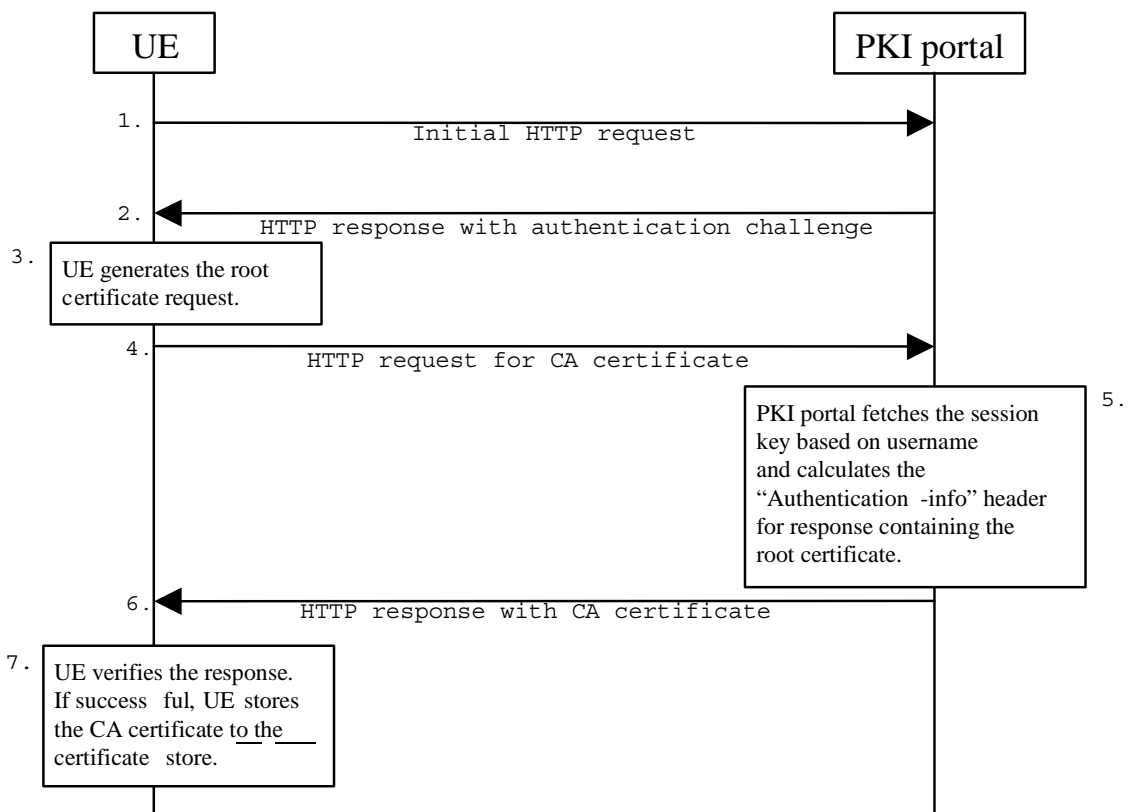 UE
PKI portal
1.
Initial HTTP request
2.
HTTP response with authentication challenge
3.
UE generates the root
certificate request.
4.
HTTP request for CA certificate
5.
PKI portal fetches the session
key based on username
and calculates the
“Authentication -info” header
for response containing the
root certificate.
6.
HTTP response with CA certificate
7.
UE verifies the response.
If success ful, UE stores
the CA certificate to the
certificate store.